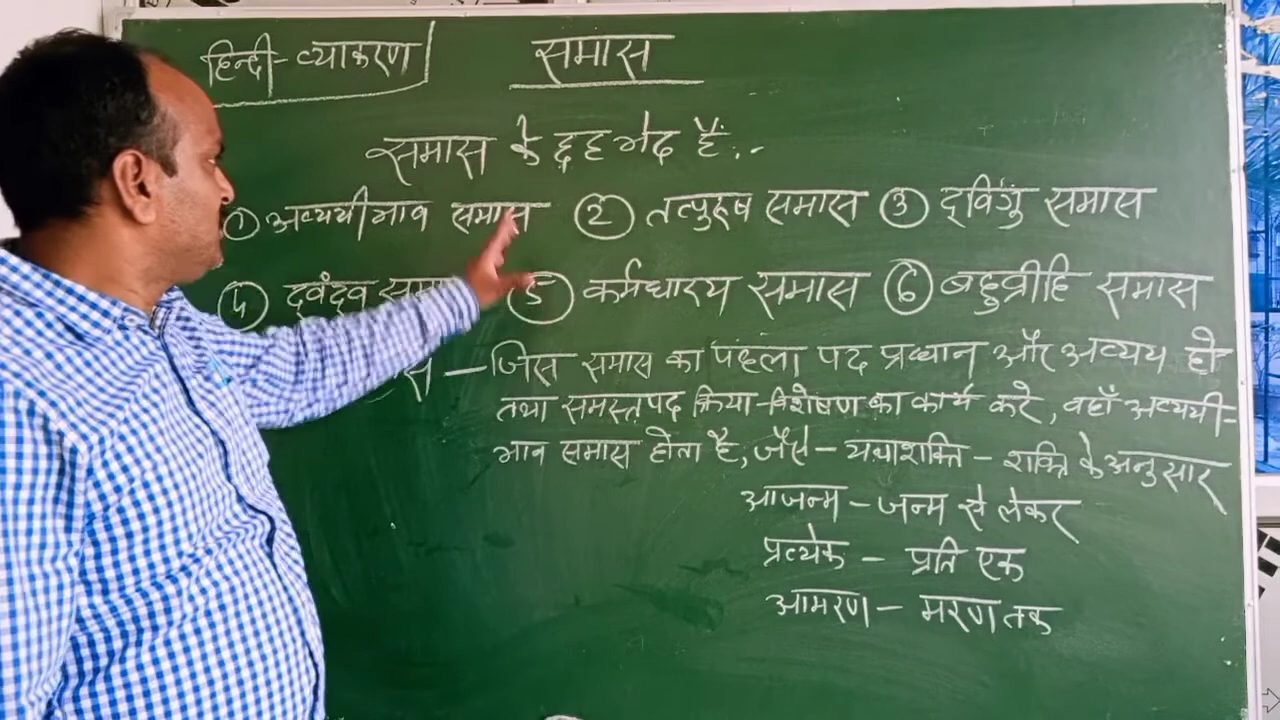 हिन्दी-व्याकरण
समास
समास के छह भेद हैं:-
① अव्ययीभाव समास ② तत्पुरूष समास ③ द्विगु समास
④ द्वंद्व समास ⑤ कर्मधारय समास ⑥ बहुव्रीहि समास
—जिस समास का पहला पद प्रधान और अव्यय हो
तथा समस्तपद क्रिया-विशेषण का कार्य करे, वहाँ अव्ययी-
भाव समास होता है, जैसे- यथाशक्ति - शक्ति के अनुसार
आजन्म - जन्म से लेकर
प्रत्येक - प्रति एक
आमरण - मरण तक